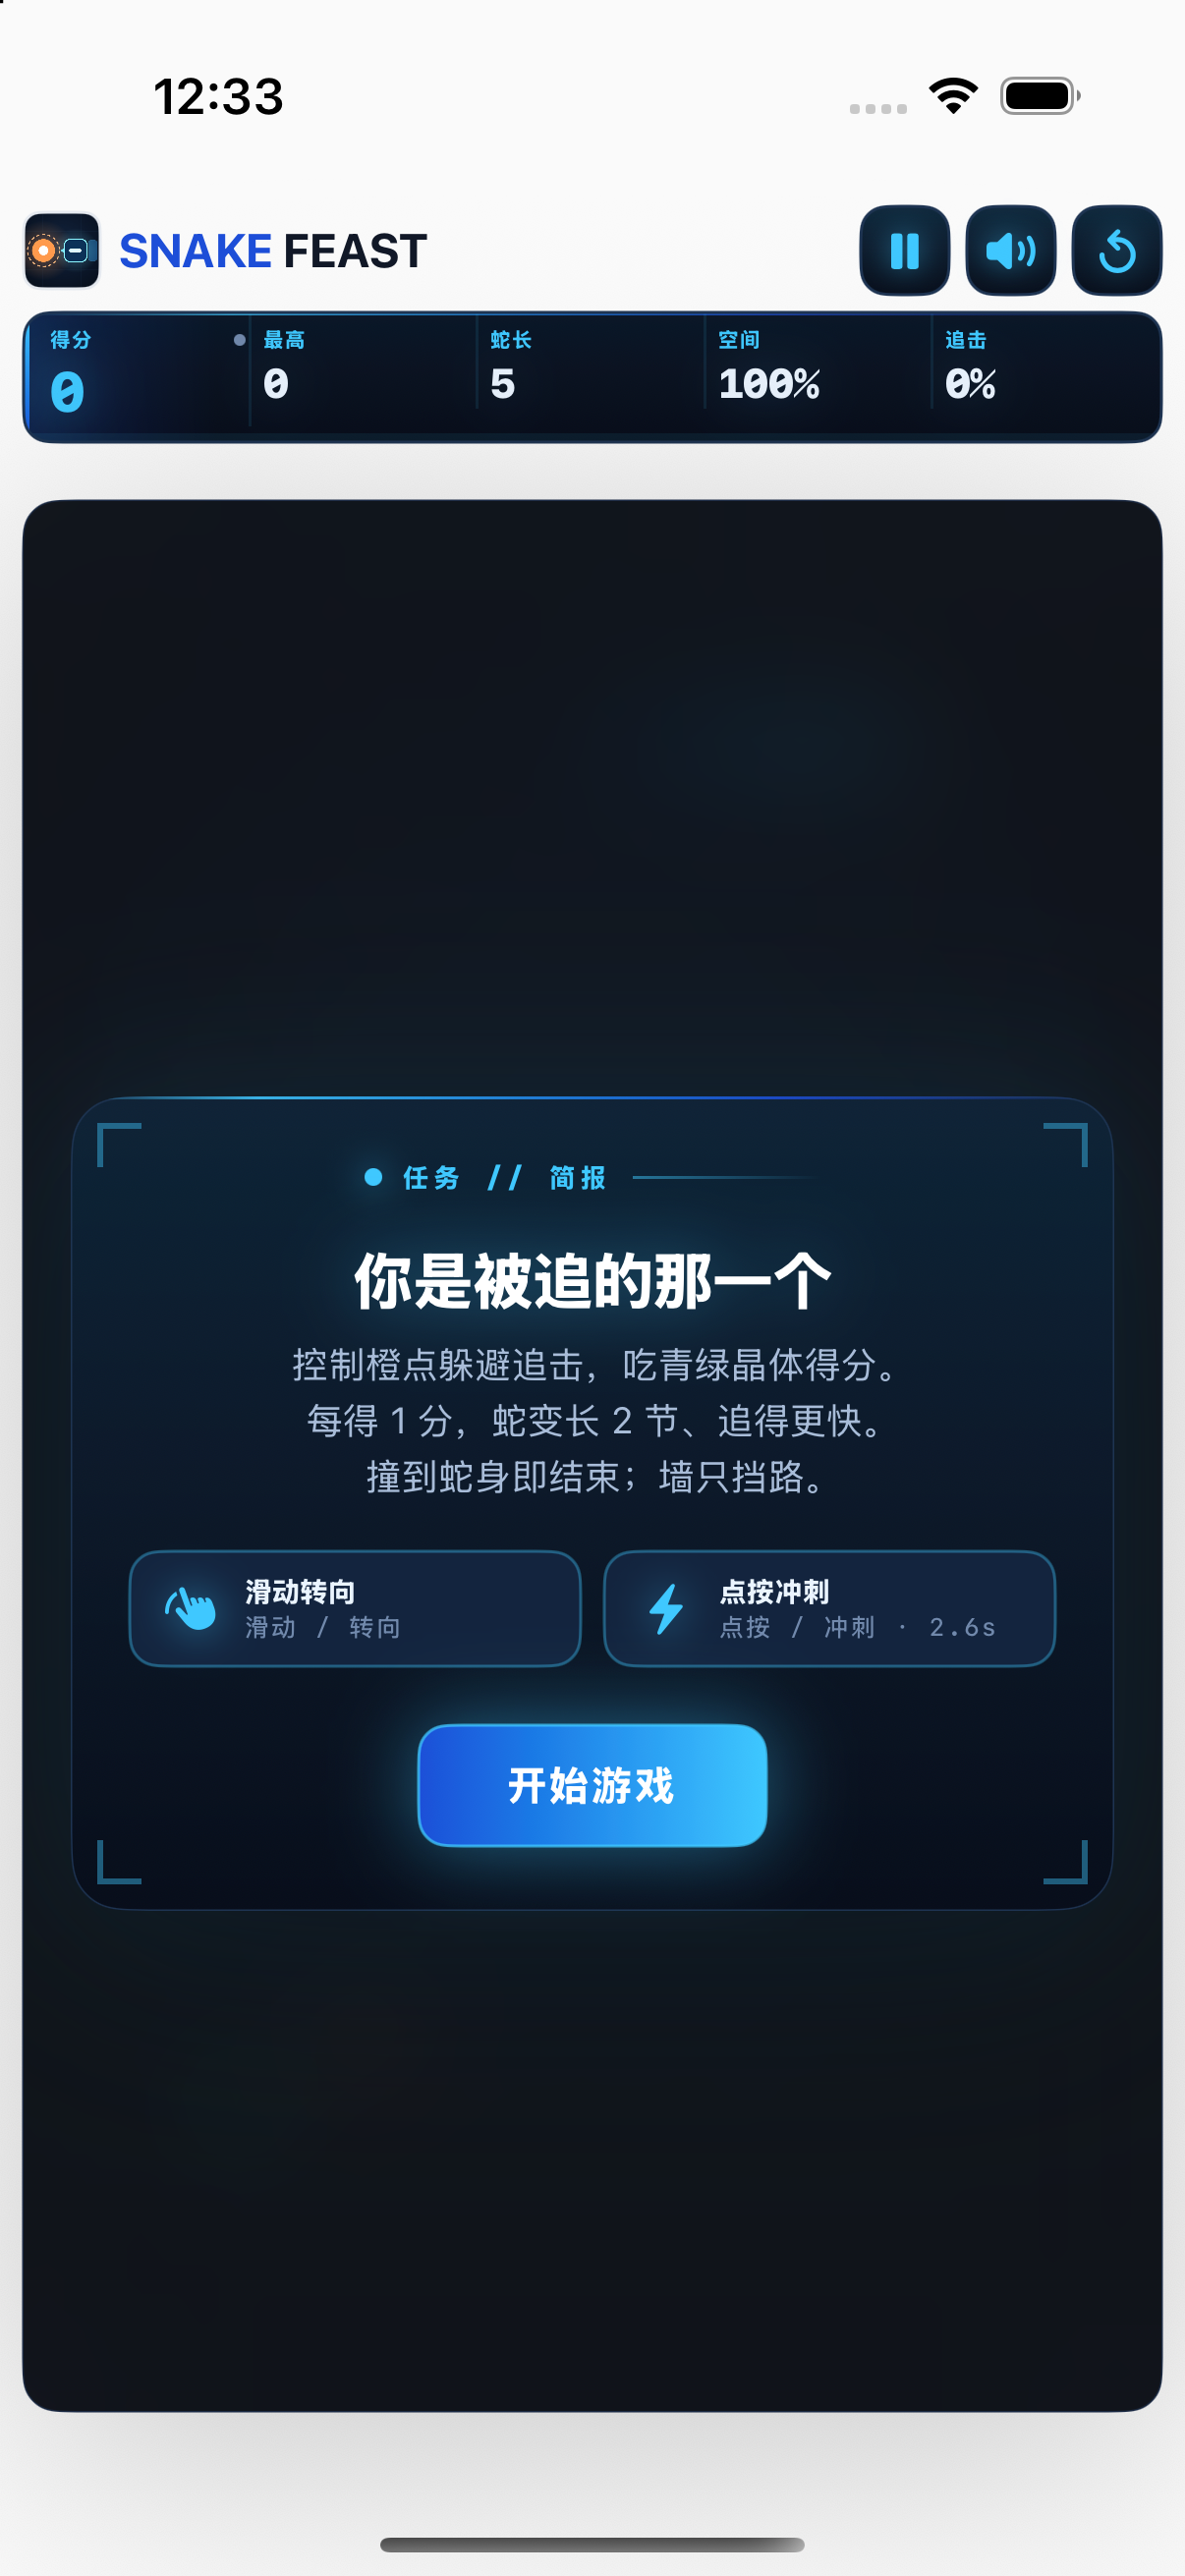 12:33
SNAKE FEAST
得分 最高 蛇长 空间 追击
0 0 5 100% 0%
任务 // 简报
你是被追的那一个
控制橙点躲避追击，吃青绿晶体得分。
每得 1 分，蛇变长 2 节、追得更快。
撞到蛇身即结束；墙只挡路。
滑动转向
滑动 / 转向
点按冲刺
点按 / 冲刺 · 2.6s
开始游戏